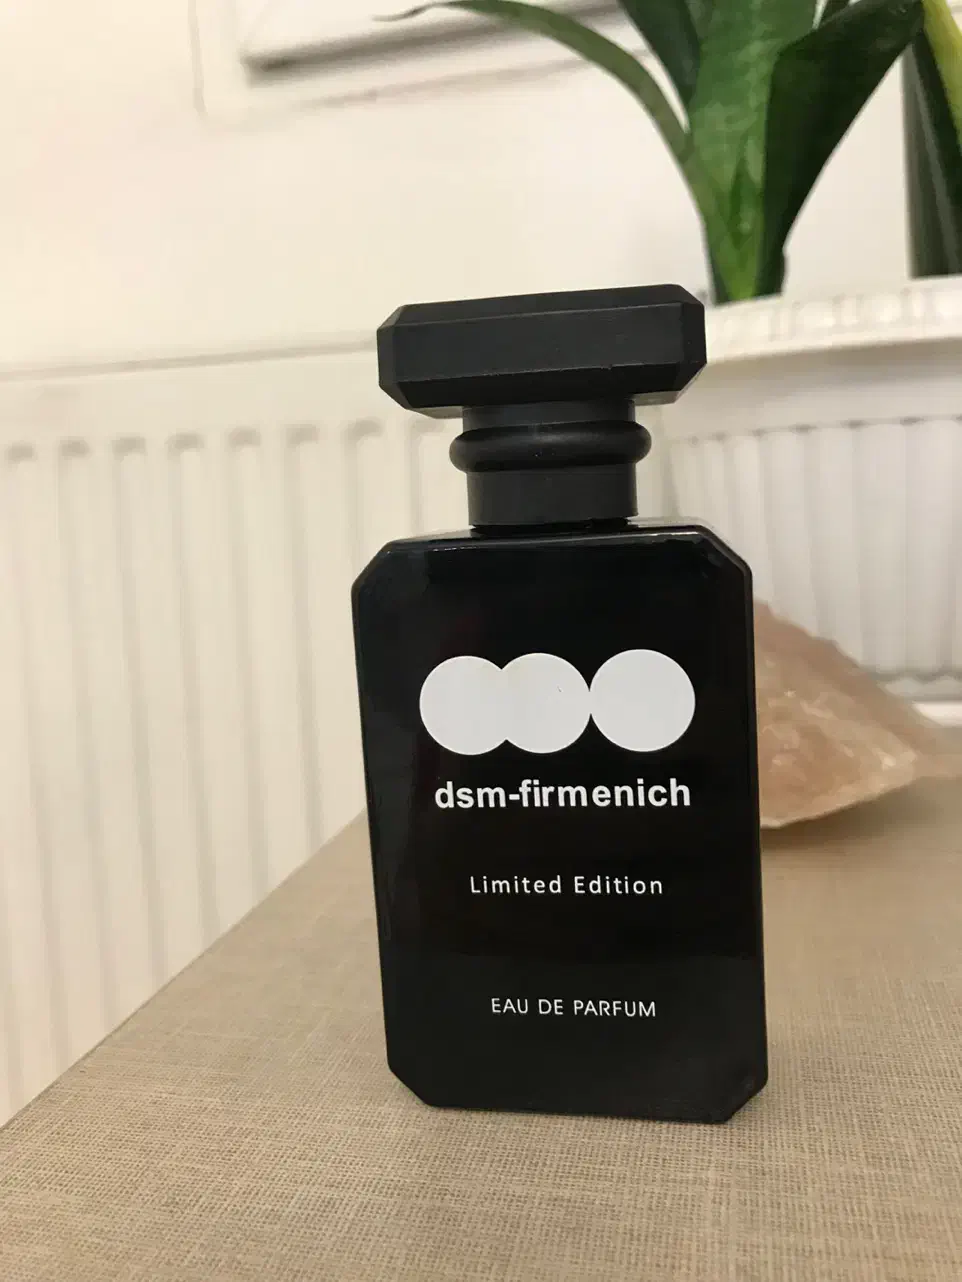 dsm-firmenich
Limited Edition
EAU DE PARFUM